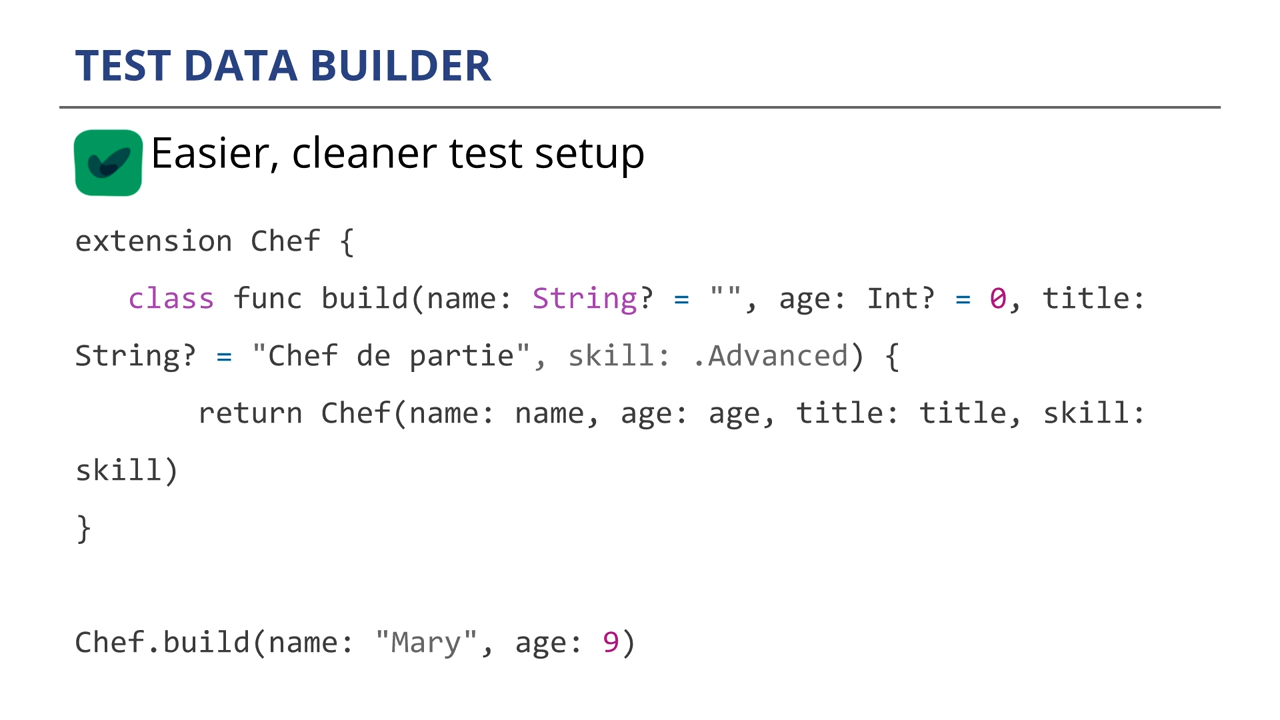 TEST DATA BUILDER
Easier, cleaner test setup
extension Chef {
   class func build(name: String? = "", age: Int? = 0, title:
String? = "Chef de partie", skill: .Advanced) {
       return Chef(name: name, age: age, title: title, skill:
skill)
}
Chef.build(name: "Mary", age: 9)